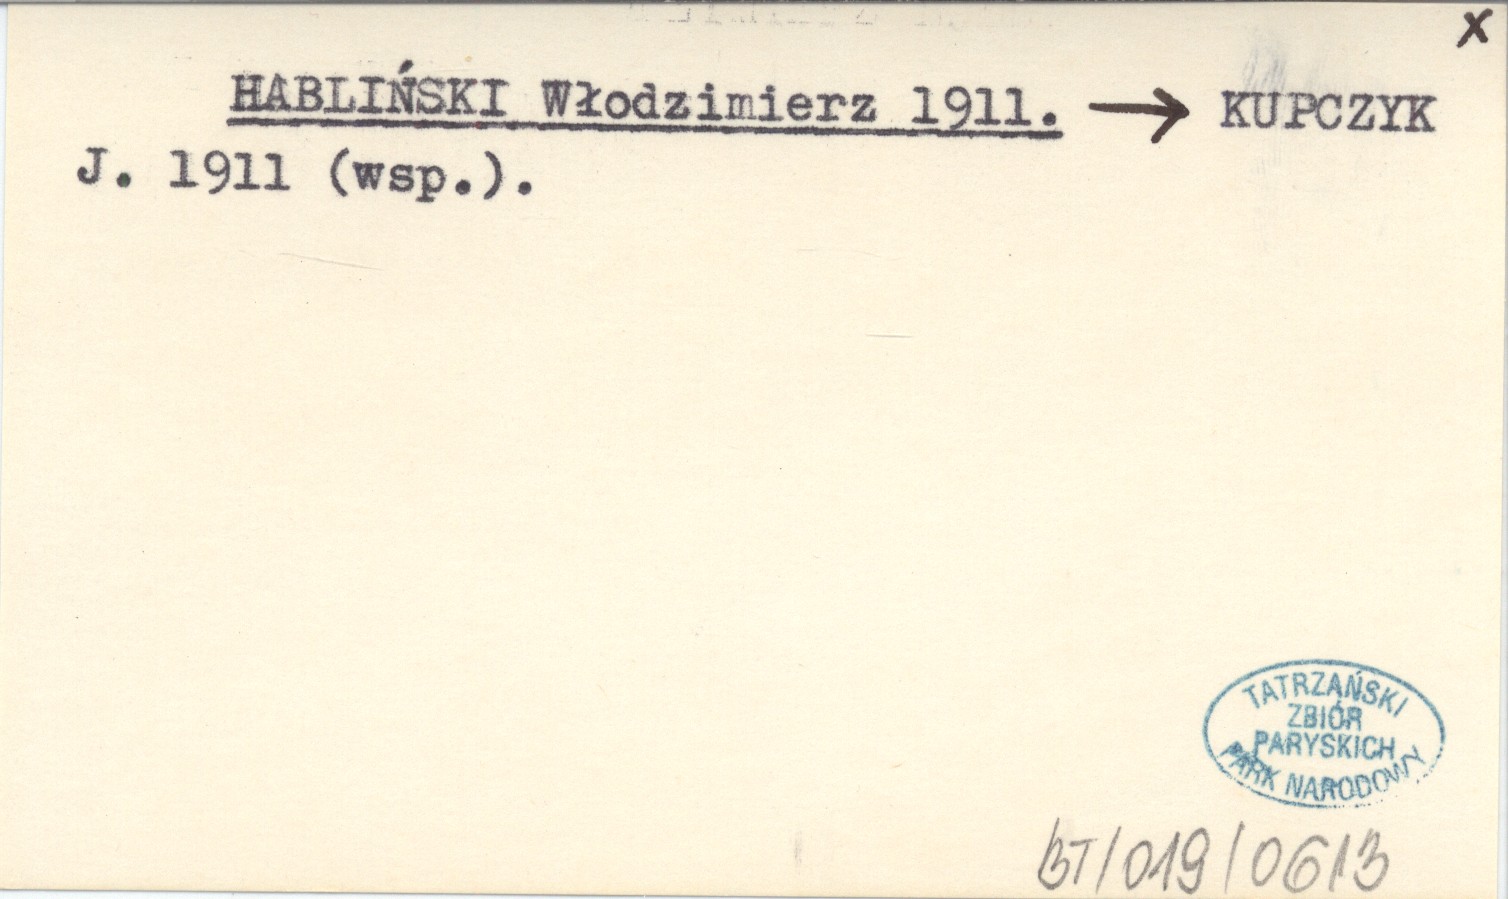 x
HABLIŃSKI Włodzimierz 1911. → KUPCZYK
J. 1911 (wsp.).
TATRZAŃSKI
ZBIÓR
PARYSKICH
PARK NARODOWY
BT/019/0613